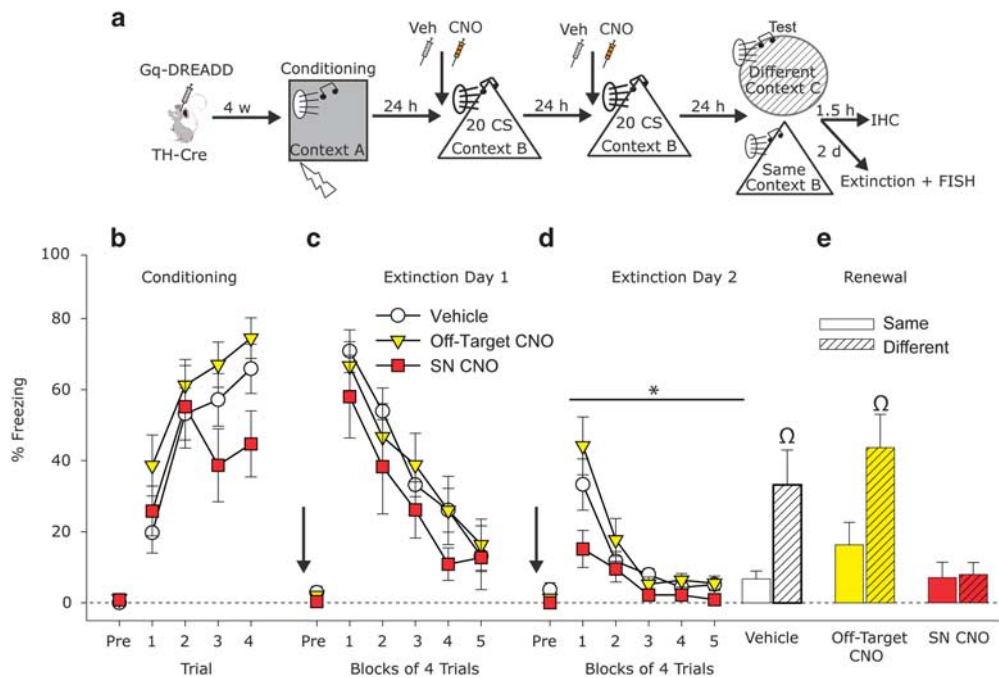 a
Gq-DREADD
TH-Cre
4 w
Conditioning
Context A
24 h
Veh CNO
20 CS
Context B
24 h
Veh CNO
20 CS
Context B
24 h
Test
Different
Context C
Same
Context B
1.5 h
IHC
2 d
Extinction + FISH
b
c
d
e
Conditioning
Extinction Day 1
Extinction Day 2
Renewal
Vehicle
Off-Target CNO
SN CNO
Same
Different
*
Ω
Ω
% Freezing
100
80
60
40
20
0
Pre 1 2 3 4
Trial
Pre 1 2 3 4 5
Blocks of 4 Trials
Pre 1 2 3 4 5
Blocks of 4 Trials
Vehicle
Off-Target
CNO
SN CNO